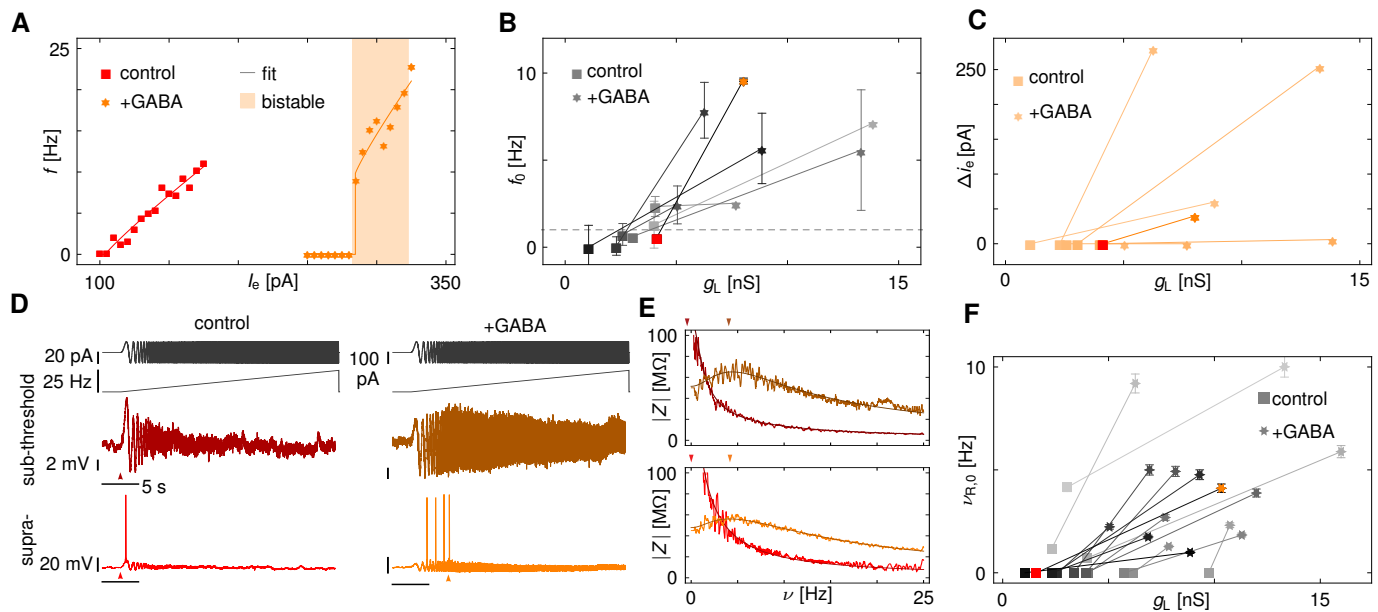 A
25
control
+GABA
fit
bistable
f [Hz]
0
100
I_e [pA]
350
B
10
control
+GABA
f_0 [Hz]
0
0
g_L [nS]
15
C
250
control
+GABA
Δi_e [pA]
0
0
g_L [nS]
15
D
control
+GABA
20 pA
25 Hz
100
pA
sub-threshold
2 mV
5 s
supra-
20 mV
E
100
|Z| [MΩ]
0
100
|Z| [MΩ]
0
0
ν [Hz]
25
F
10
control
+GABA
ν_R,0 [Hz]
0
0
g_L [nS]
15